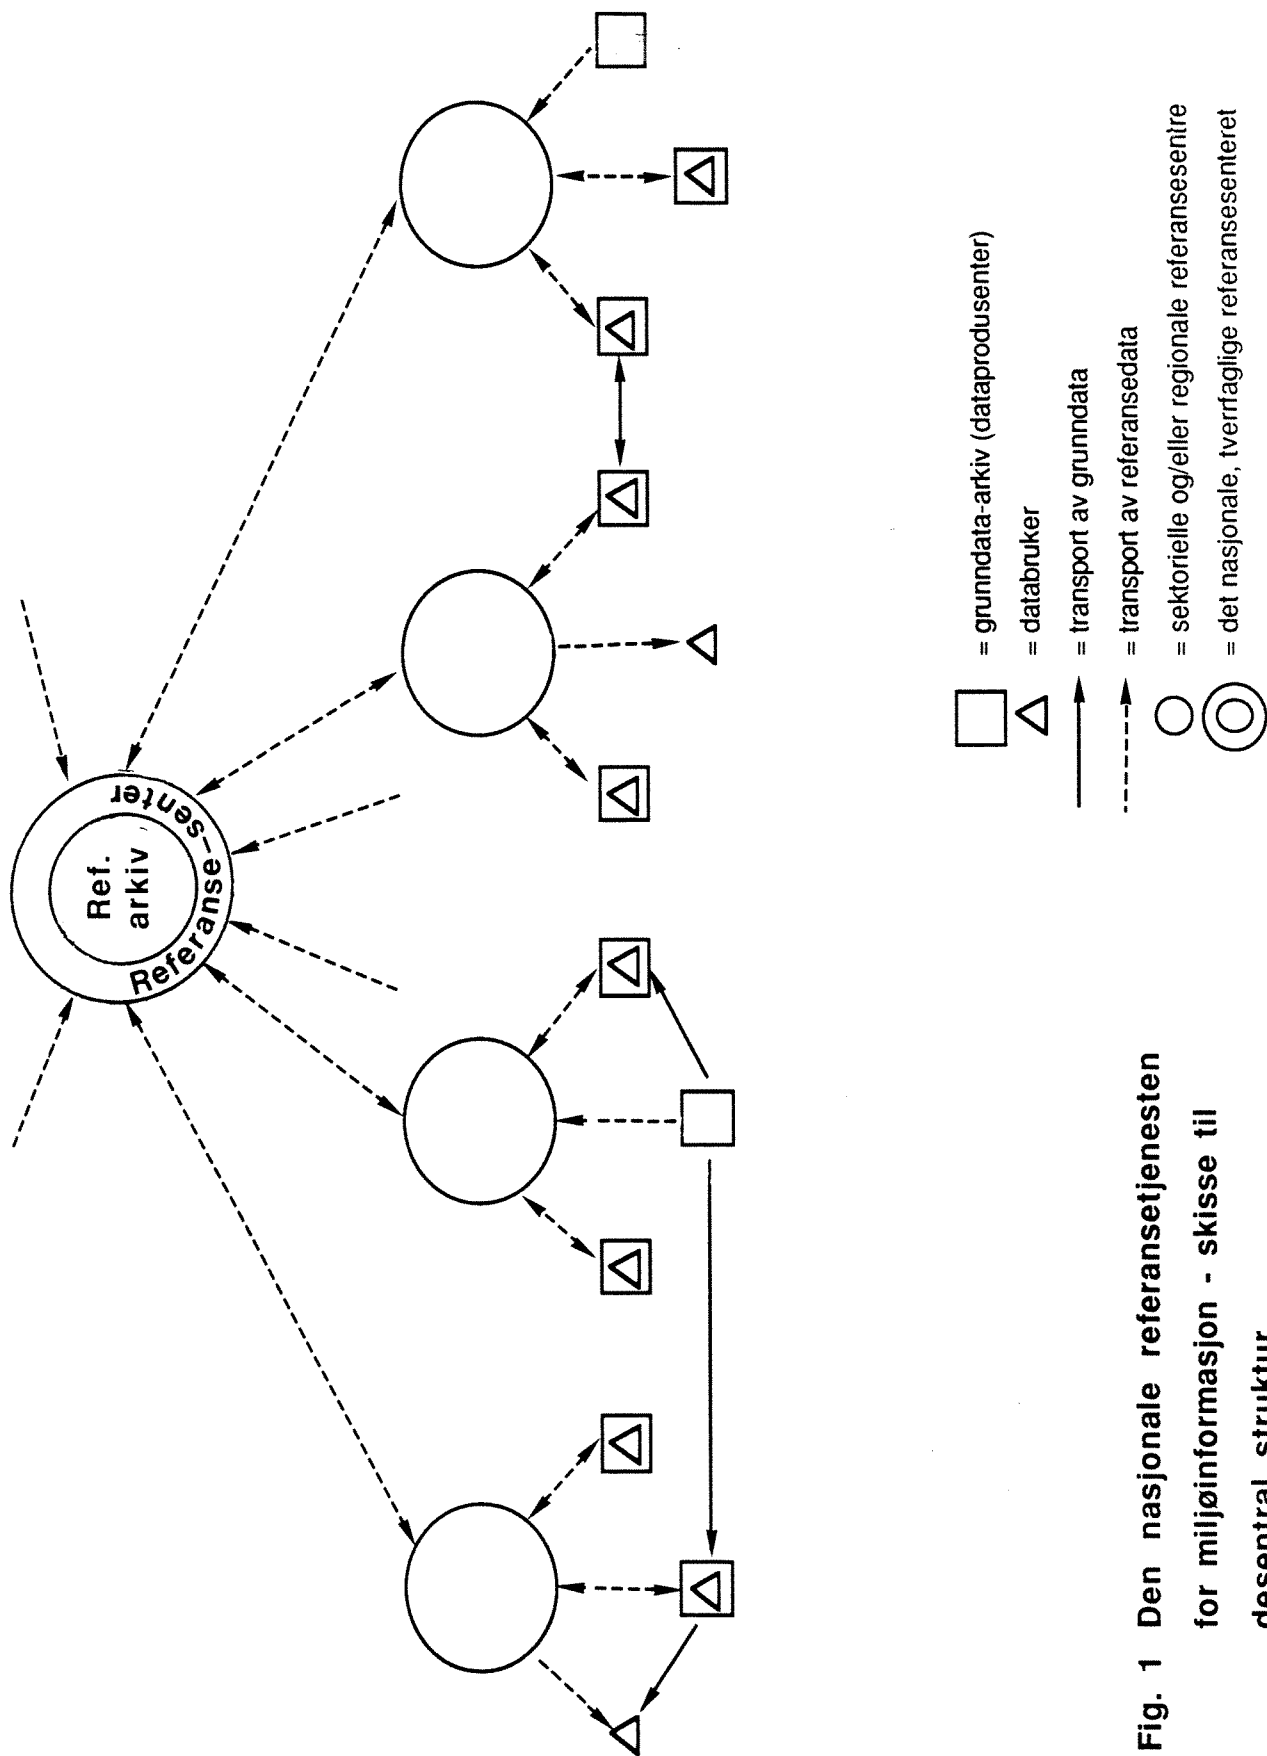 Ref.
arkiv
Referanse-senter
= grunndata-arkiv (dataprodusenter)
= databruker
= transport av grunndata
= transport av referansedata
= sektorielle og/eller regionale referansesentre
= det nasjonale, tverrfaglige referansesenteret
Fig. 1 Den nasjonale referansetjenesten
for miljøinformasjon - skisse til
desentral struktur